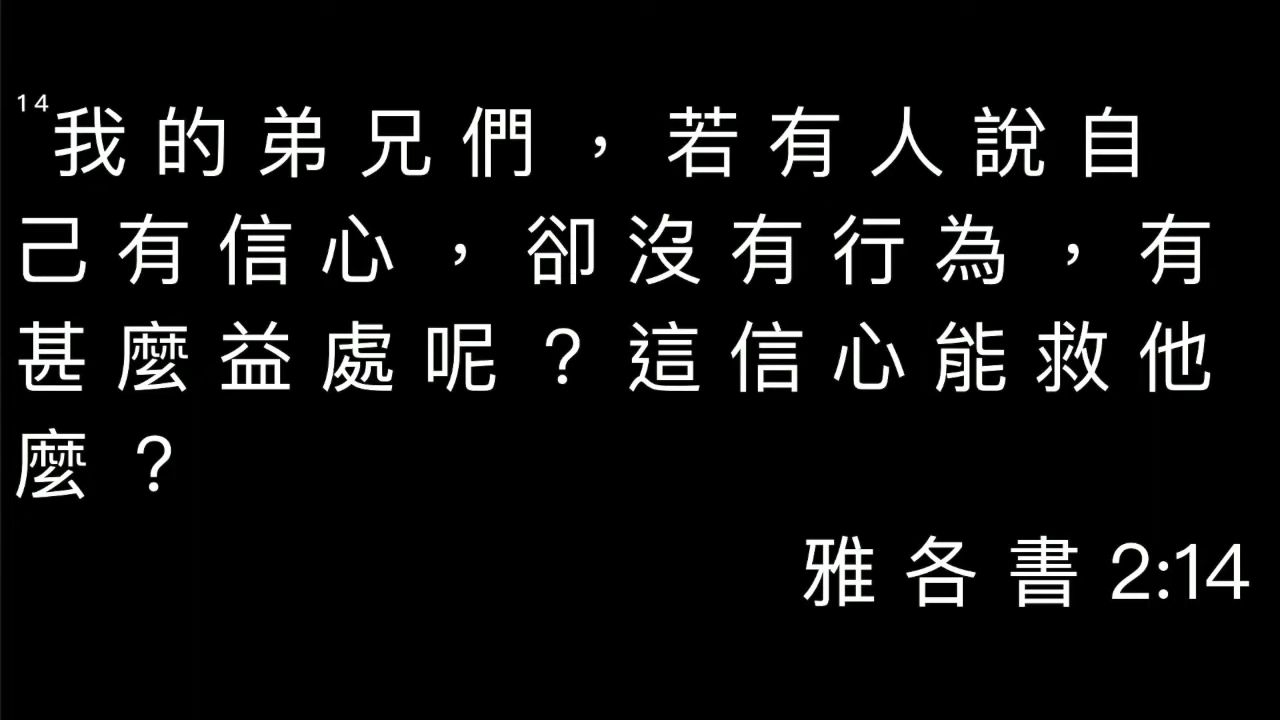 14我的弟兄們，若有人說自
己有信心，卻沒有行為，有
甚麼益處呢？這信心能救他
麼？
雅各書2:14